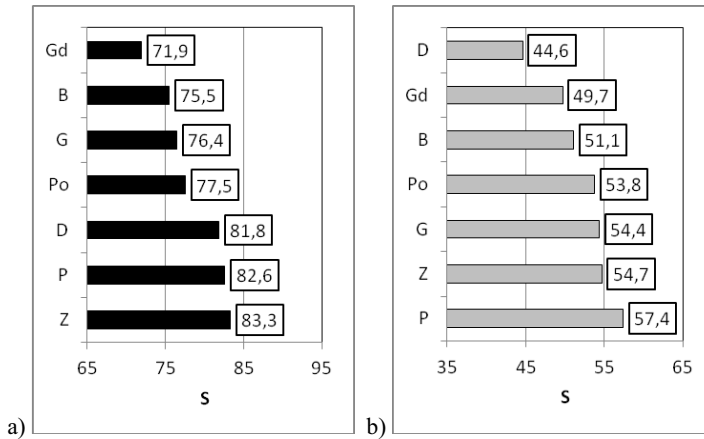 Gd 71,9
B 75,5
G 76,4
Po 77,5
D 81,8
P 82,6
Z 83,3
65 75 85 95
S
a)
D 44,6
Gd 49,7
B 51,1
Po 53,8
G 54,4
Z 54,7
P 57,4
35 45 55 65
S
b)